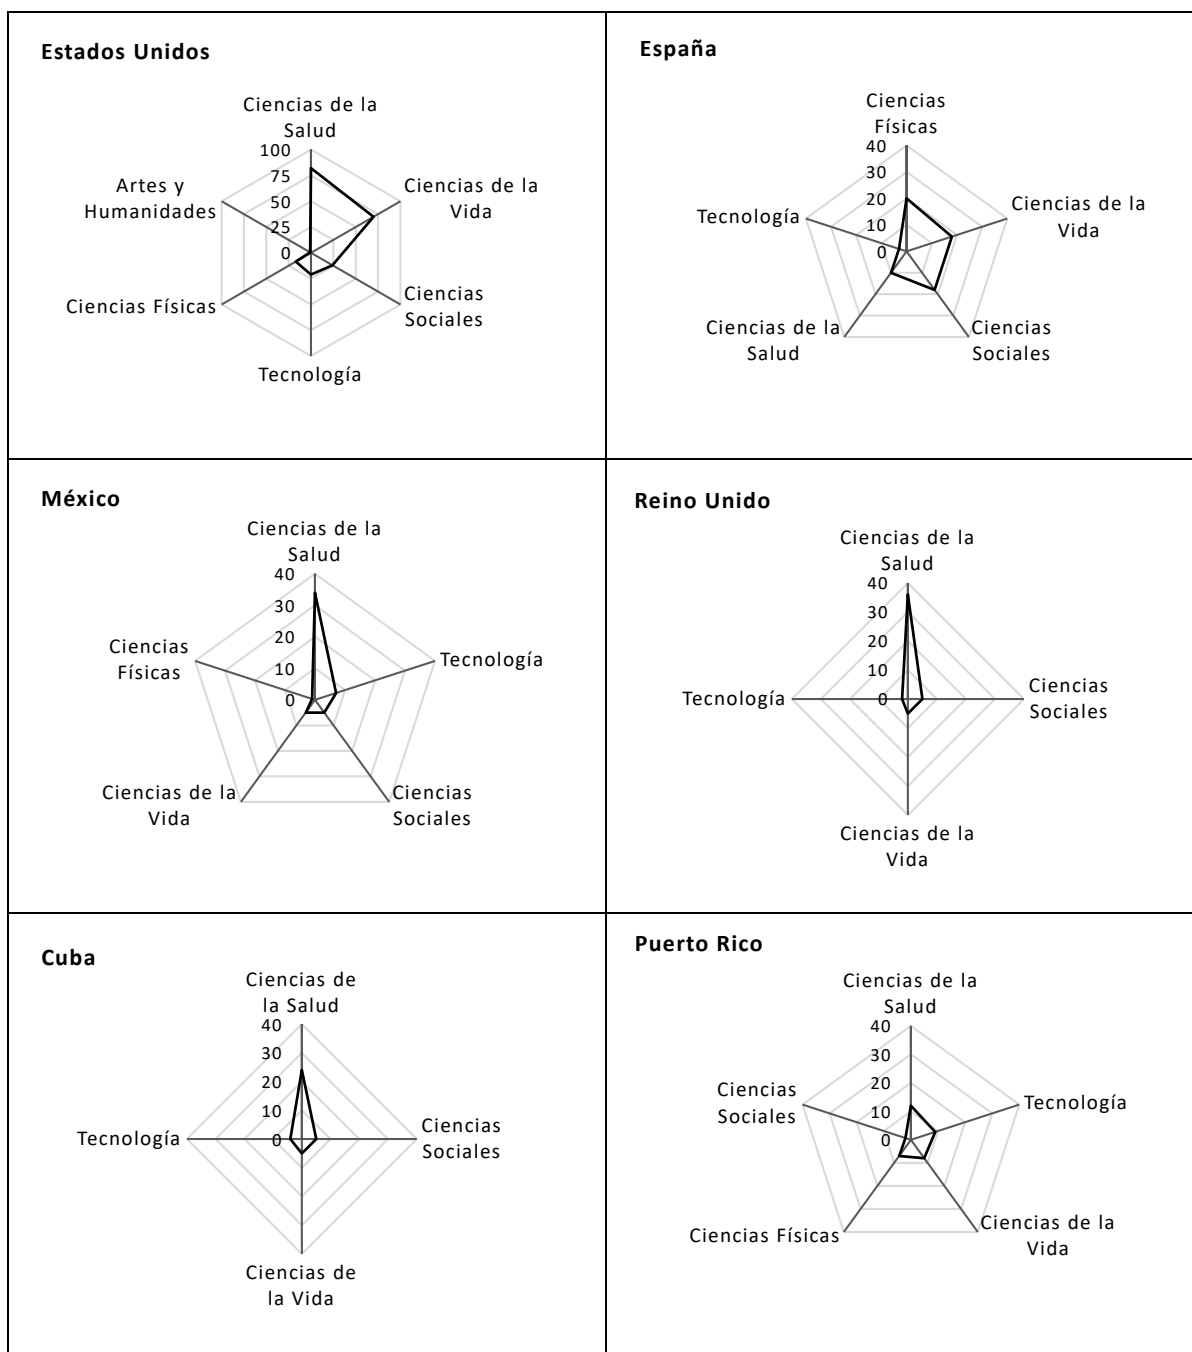 Estados Unidos
Ciencias de la
Salud
100
75
50
25
0
Artes y
Humanidades
Ciencias de la
Vida
Ciencias Físicas
Ciencias
Sociales
Tecnología
España
Ciencias
Físicas
40
30
20
10
0
Tecnología
Ciencias de la
Vida
Ciencias de la
Salud
Ciencias
Sociales
México
Ciencias de la
Salud
40
30
20
10
0
Ciencias
Físicas
Tecnología
Ciencias de la
Vida
Ciencias
Sociales
Reino Unido
Ciencias de la
Salud
40
30
20
10
0
Tecnología
Ciencias
Sociales
Ciencias de la
Vida
Cuba
Ciencias de
la Salud
40
30
20
10
0
Tecnología
Ciencias
Sociales
Ciencias de
la Vida
Puerto Rico
Ciencias de la
Salud
40
30
20
10
0
Ciencias
Sociales
Tecnología
Ciencias Físicas
Ciencias de la
Vida